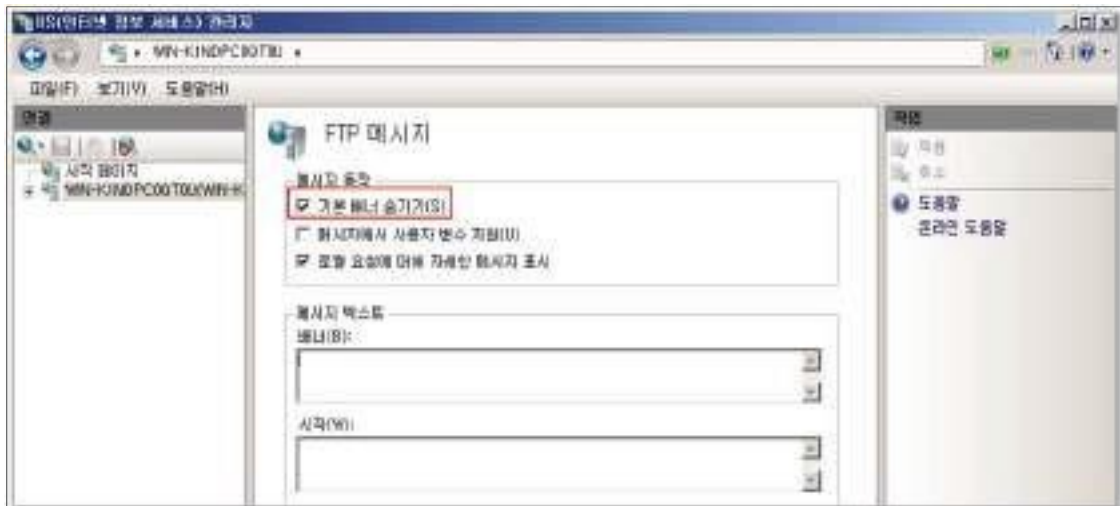 IIS(인터넷 정보 서비스) 관리자
파일(F) 보기(V) 도움말(H)
연결
시작 페이지
FTP 메시지
메시지 동작
기본 배너 숨기기(S)
메시지에서 사용자 변수 지원(U)
로컬 요청에 대해 자세한 메시지 표시
메시지 텍스트
배너(B):
시작(W):
작업
적용
취소
도움말
온라인 도움말